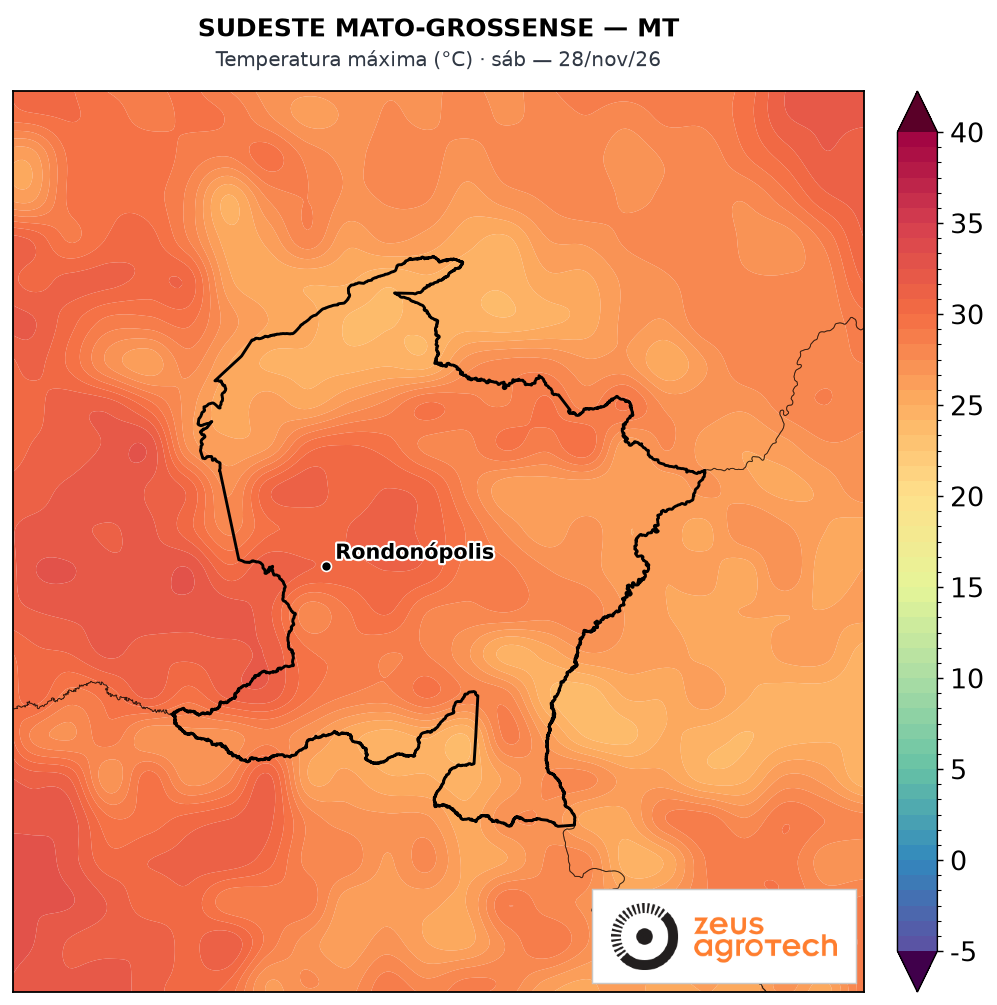 SUDESTE MATO-GROSSENSE — MT
Temperatura máxima (°C) · sáb — 28/nov/26
40
35
30
25
20
15
10
5
0
-5
Rondonópolis
zeus
agrotech